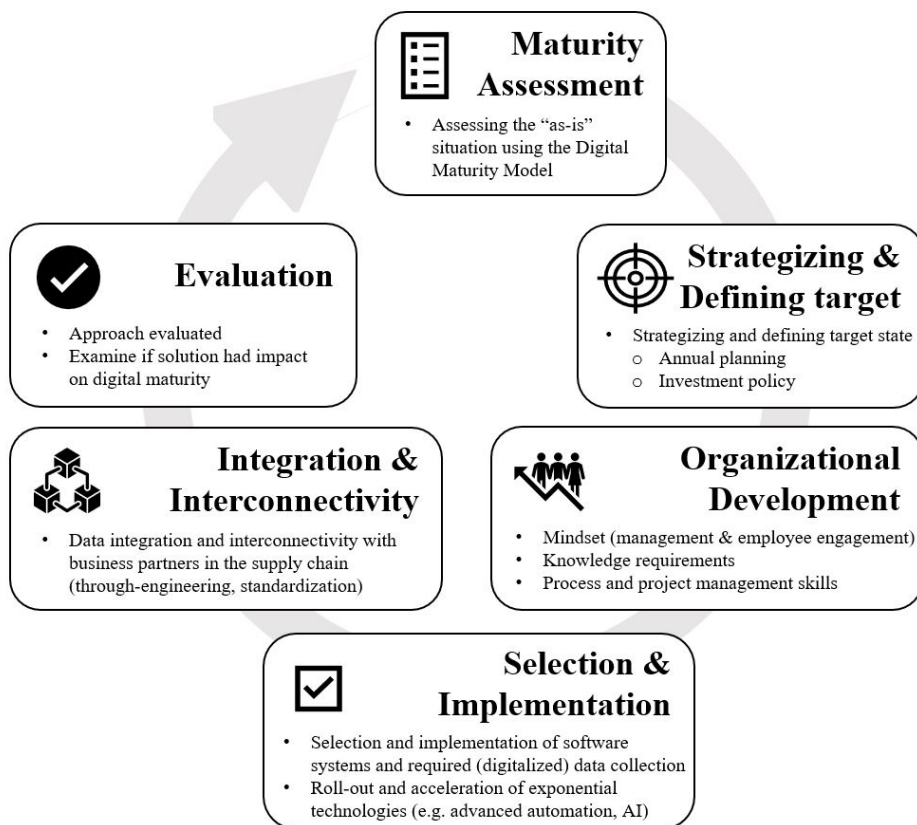 Maturity
Assessment
• Assessing the “as-is”
situation using the Digital
Maturity Model
Strategizing &
Defining target
• Strategizing and defining target state
o Annual planning
o Investment policy
Organizational
Development
• Mindset (management & employee engagement)
• Knowledge requirements
• Process and project management skills
Selection &
Implementation
• Selection and implementation of software
systems and required (digitalized) data collection
• Roll-out and acceleration of exponential
technologies (e.g. advanced automation, AI)
Integration &
Interconnectivity
• Data integration and interconnectivity with
business partners in the supply chain
(through-engineering, standardization)
Evaluation
• Approach evaluated
• Examine if solution had impact
on digital maturity